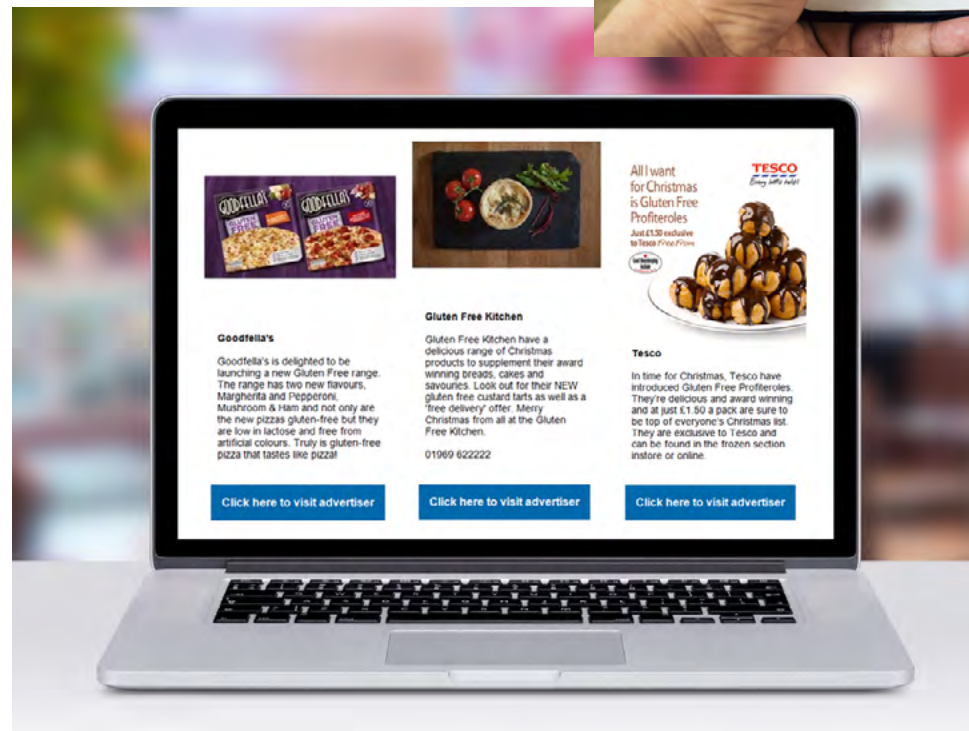 GOODFELLA'S
GLUTEN
FREE
GOODFELLA'S
GLUTEN
FREE
Goodfella's
Goodfella's is delighted to be
launching a new Gluten Free range.
The range has two new flavours,
Margherita and Pepperoni,
Mushroom & Ham and not only are
the new pizzas gluten-free but they
are low in lactose and free from
artificial colours. Truly is gluten-free
pizza that tastes like pizza!
Click here to visit advertiser
Gluten Free Kitchen
Gluten Free Kitchen have a
delicious range of Christmas
products to supplement their award
winning breads, cakes and
savouries. Look out for their NEW
gluten free custard tarts as well as a
'free delivery' offer. Merry
Christmas from all at the Gluten
Free Kitchen.
01969 622222
Click here to visit advertiser
All I want
for Christmas
is Gluten Free
Profiteroles
Just £1.50 exclusive
to Tesco Free From
TESCO
Every little helps
Tesco
In time for Christmas, Tesco have
introduced Gluten Free Profiteroles.
They're delicious and award winning
and at just £1.50 a pack are sure to
be top of everyone's Christmas list.
They are exclusive to Tesco and
can be found in the frozen section
instore or online.
Click here to visit advertiser